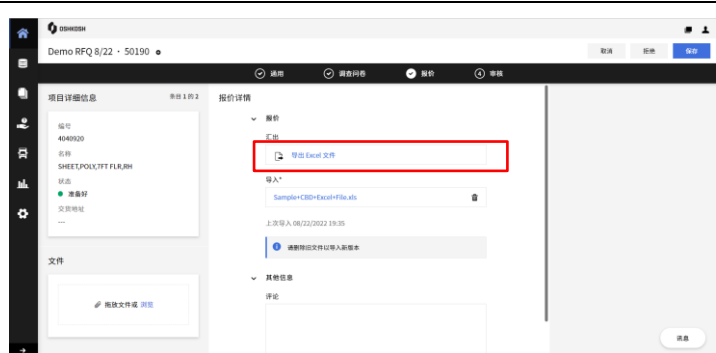 OSHKOSH
Demo RFQ 8/22 · 50190
取消
拒绝
保存
通用
调查问卷
报价
4 审核
项目详细信息
条目 1 的 2
编号
4040920
名称
SHEET,POLY,TFT FLR,RH
状态
准备好
交货地址
---
文件
拖放文件或 浏览
报价详情
报价
汇出
导出 Excel 文件
导入*
Sample+CBD+Excel+File.xls
上次导入 08/22/2022 19:35
请删除旧文件以导入新版本
其他信息
评论
消息